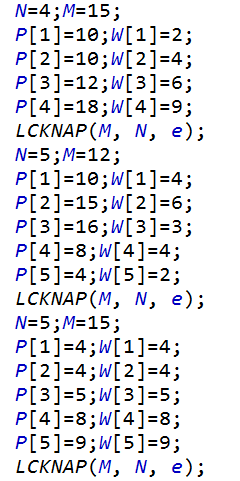 N=4;M=15;
P[1]=10;W[1]=2;
P[2]=10;W[2]=4;
P[3]=12;W[3]=6;
P[4]=18;W[4]=9;
LCKNAP(M, N, e);
N=5;M=12;
P[1]=10;W[1]=4;
P[2]=15;W[2]=6;
P[3]=16;W[3]=3;
P[4]=8;W[4]=4;
P[5]=4;W[5]=2;
LCKNAP(M, N, e);
N=5;M=15;
P[1]=4;W[1]=4;
P[2]=4;W[2]=4;
P[3]=5;W[3]=5;
P[4]=8;W[4]=8;
P[5]=9;W[5]=9;
LCKNAP(M, N, e);